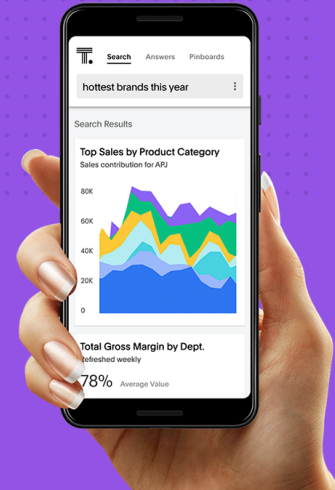 T.
Search Answers Pinboards
hottest brands this year
Search Results
Top Sales by Product Category
Sales contribution for APJ
80K
60K
40K
20K
0
Total Gross Margin by Dept.
Refreshed weekly
78% Average Value